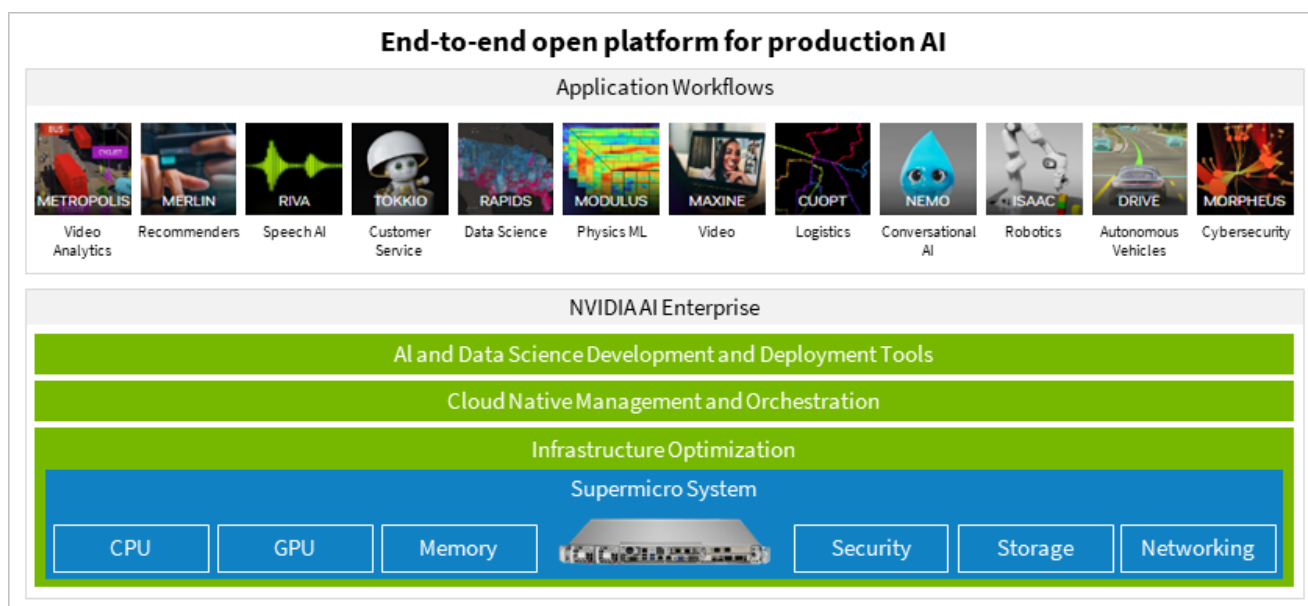 End-to-end open platform for production AI
Application Workflows
BUS
CYCLIST
METROPOLIS
MERLIN
RIVA
TOKKIO
RAPIDS
MODULUS
MAXINE
CUOPT
NEMO
ISAAC
DRIVE
MORPHEUS
Video
Analytics
Recommenders
Speech AI
Customer
Service
Data Science
Physics ML
Video
Logistics
Conversational
AI
Robotics
Autonomous
Vehicles
Cybersecurity
NVIDIA AI Enterprise
AI and Data Science Development and Deployment Tools
Cloud Native Management and Orchestration
Infrastructure Optimization
Supermicro System
CPU
GPU
Memory
Security
Storage
Networking